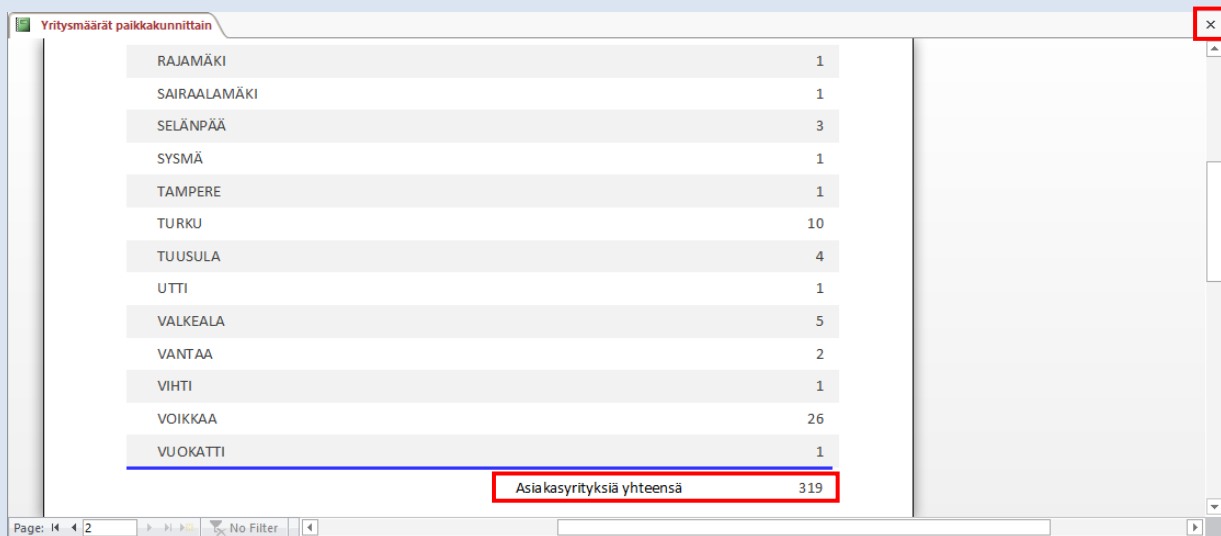 Yritysmäärät paikkakunnittain
RAJAMÄKI 1
SAIRAALAMÄKI 1
SELÄNPÄÄ 3
SYSMÄ 1
TAMPERE 1
TURKU 10
TUUSULA 4
UTTI 1
VALKEALA 5
VANTAA 2
VIHTI 1
VOIKKAA 26
VUOKATTI 1
Asiakasyrityksiä yhteensä 319
Page: 2 No Filter